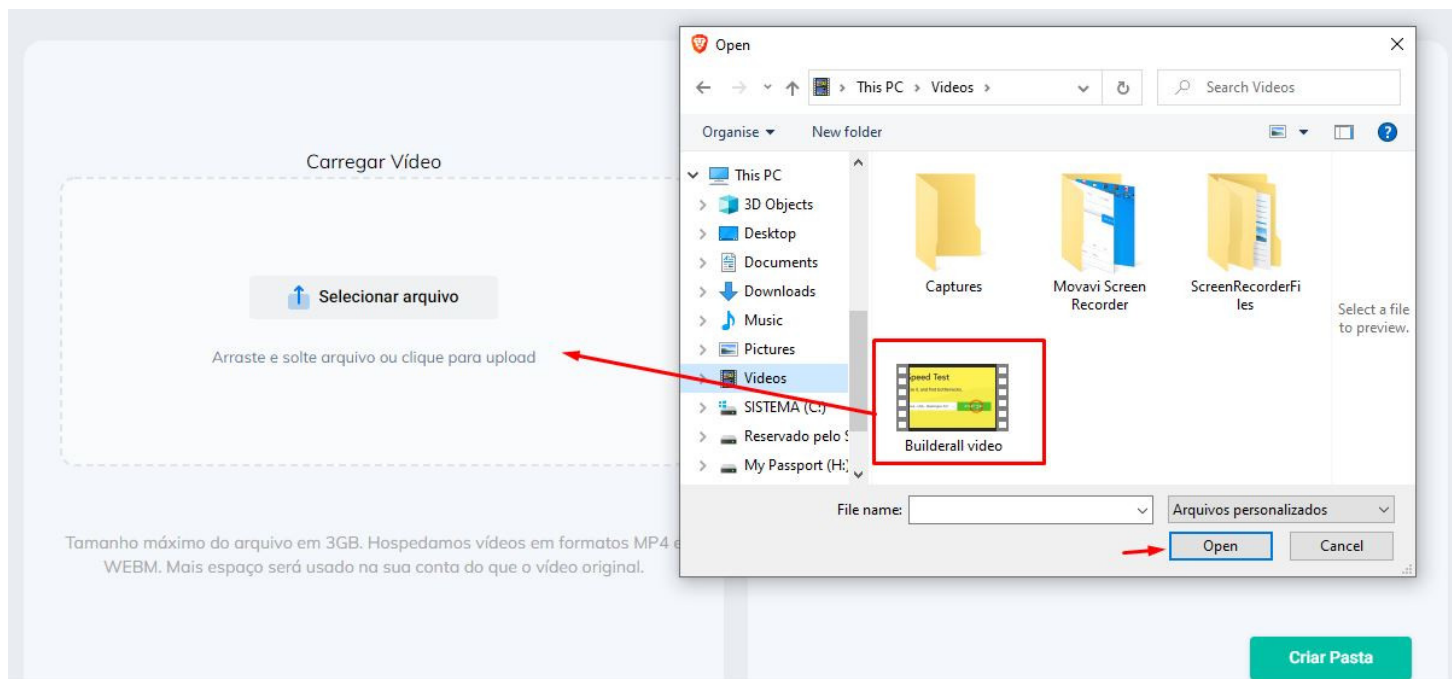 Carregar Vídeo
Selecionar arquivo
Arraste e solte arquivo ou clique para upload
Tamanho máximo do arquivo em 3GB. Hospedamos vídeos em formatos MP4 e
WEBM. Mais espaço será usado na sua conta do que o vídeo original.
Open
This PC > Videos >
Search Videos
Organise
New folder
This PC
3D Objects
Desktop
Documents
Downloads
Music
Pictures
Videos
SISTEMA (C:)
Reservado pelo S
My Passport (H:)
Captures
Movavi Screen
Recorder
ScreenRecorderFi
les
Speed Test
Builderall video
Select a file
to preview.
File name:
Arquivos personalizados
Open
Cancel
Criar Pasta